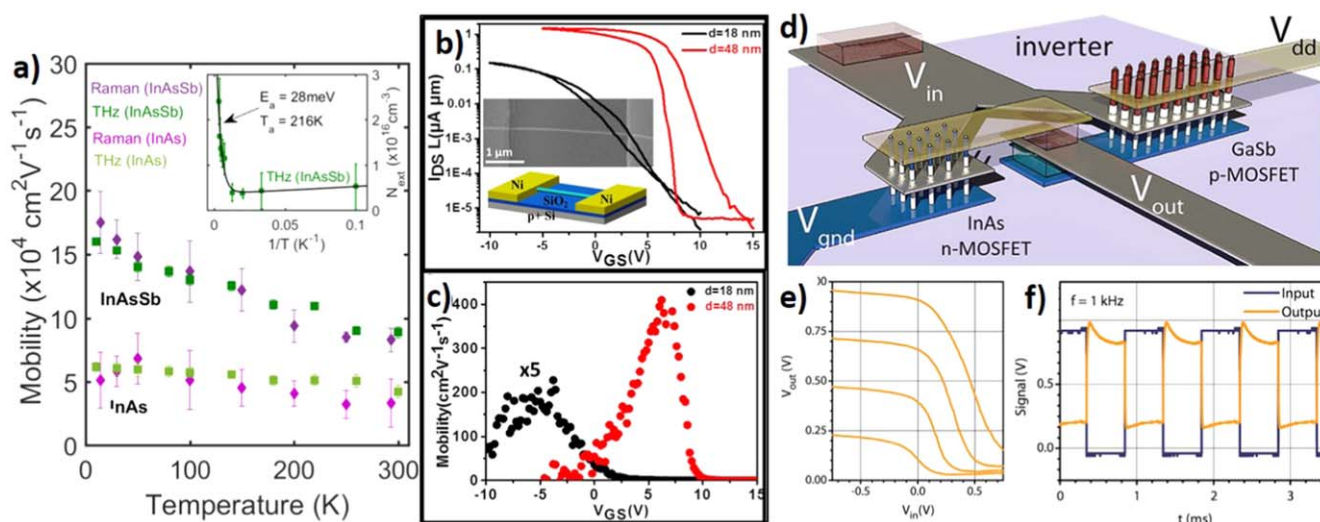 a)
Raman (InAsSb)
THz (InAsSb)
Raman (InAs)
THz (InAs)
Mobility (x10⁴ cm²V⁻¹s⁻¹)
30
25
20
15
10
5
0
InAsSb
InAs
0
100
200
300
Temperature (K)
Eₐ = 28meV
Tₐ = 216K
THz (InAsSb)
3
2
1
0
N_ext (x10¹⁶cm⁻³)
0
0.05
0.1
1/T (K⁻¹)
b)
d=18 nm
d=48 nm
I_DS L(μA μm)
1
0.1
0.01
1E-3
1E-4
1E-5
1 μm
Ni
SiO₂
Ni
p+ Si
-10
-5
0
5
10
15
V_GS(V)
c)
d=18 nm
d=48 nm
x5
Mobility(cm²V-1s-1)
400
300
200
100
0
-10
-5
0
5
10
15
V_GS(V)
d)
inverter
V_dd
V_in
GaSb
p-MOSFET
V_out
InAs
n-MOSFET
V_gnd
e)
V_out (V)
0.75
0.50
0.25
-0.5
0.0
0.5
V_in(V)
f)
f = 1 kHz
Input
Output
Signal (V)
0.5
0.0
0
1
2
3
t (ms)